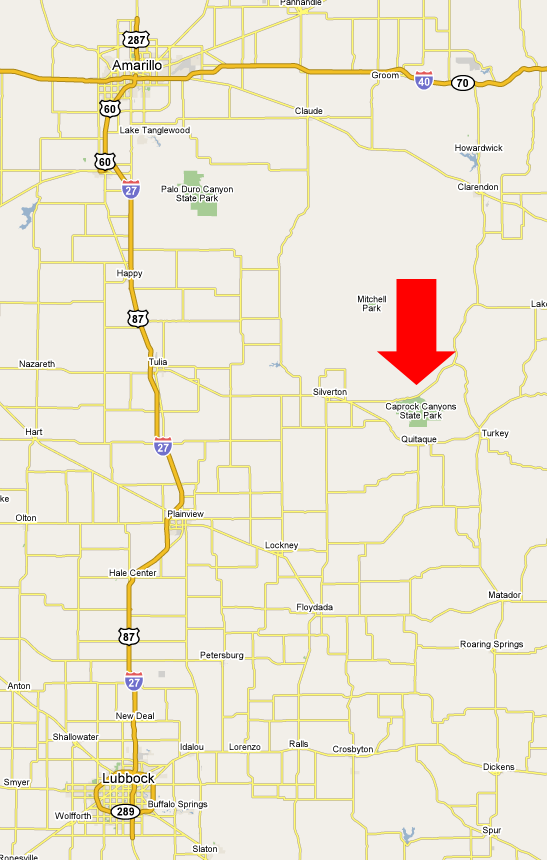 Panhandle
287
Amarillo
Groom
40
70
60
Claude
Lake Tanglewood
Howardwick
60
27
Palo Duro Canyon
State Park
Clarendon
Happy
Mitchell
Park
87
Tulia
Nazareth
Silverton
Caprock Canyons
State Park
Hart
Quitaque
Turkey
27
Olton
Plainview
Lockney
Hale Center
Matador
Floydada
87
Roaring Springs
Petersburg
27
Anton
New Deal
Shallowater
Idalou
Lorenzo
Ralls
Crosbyton
Dickens
Smyer
Lubbock
289
Buffalo Springs
Wolfforth
Spur
Slaton
Ropesville